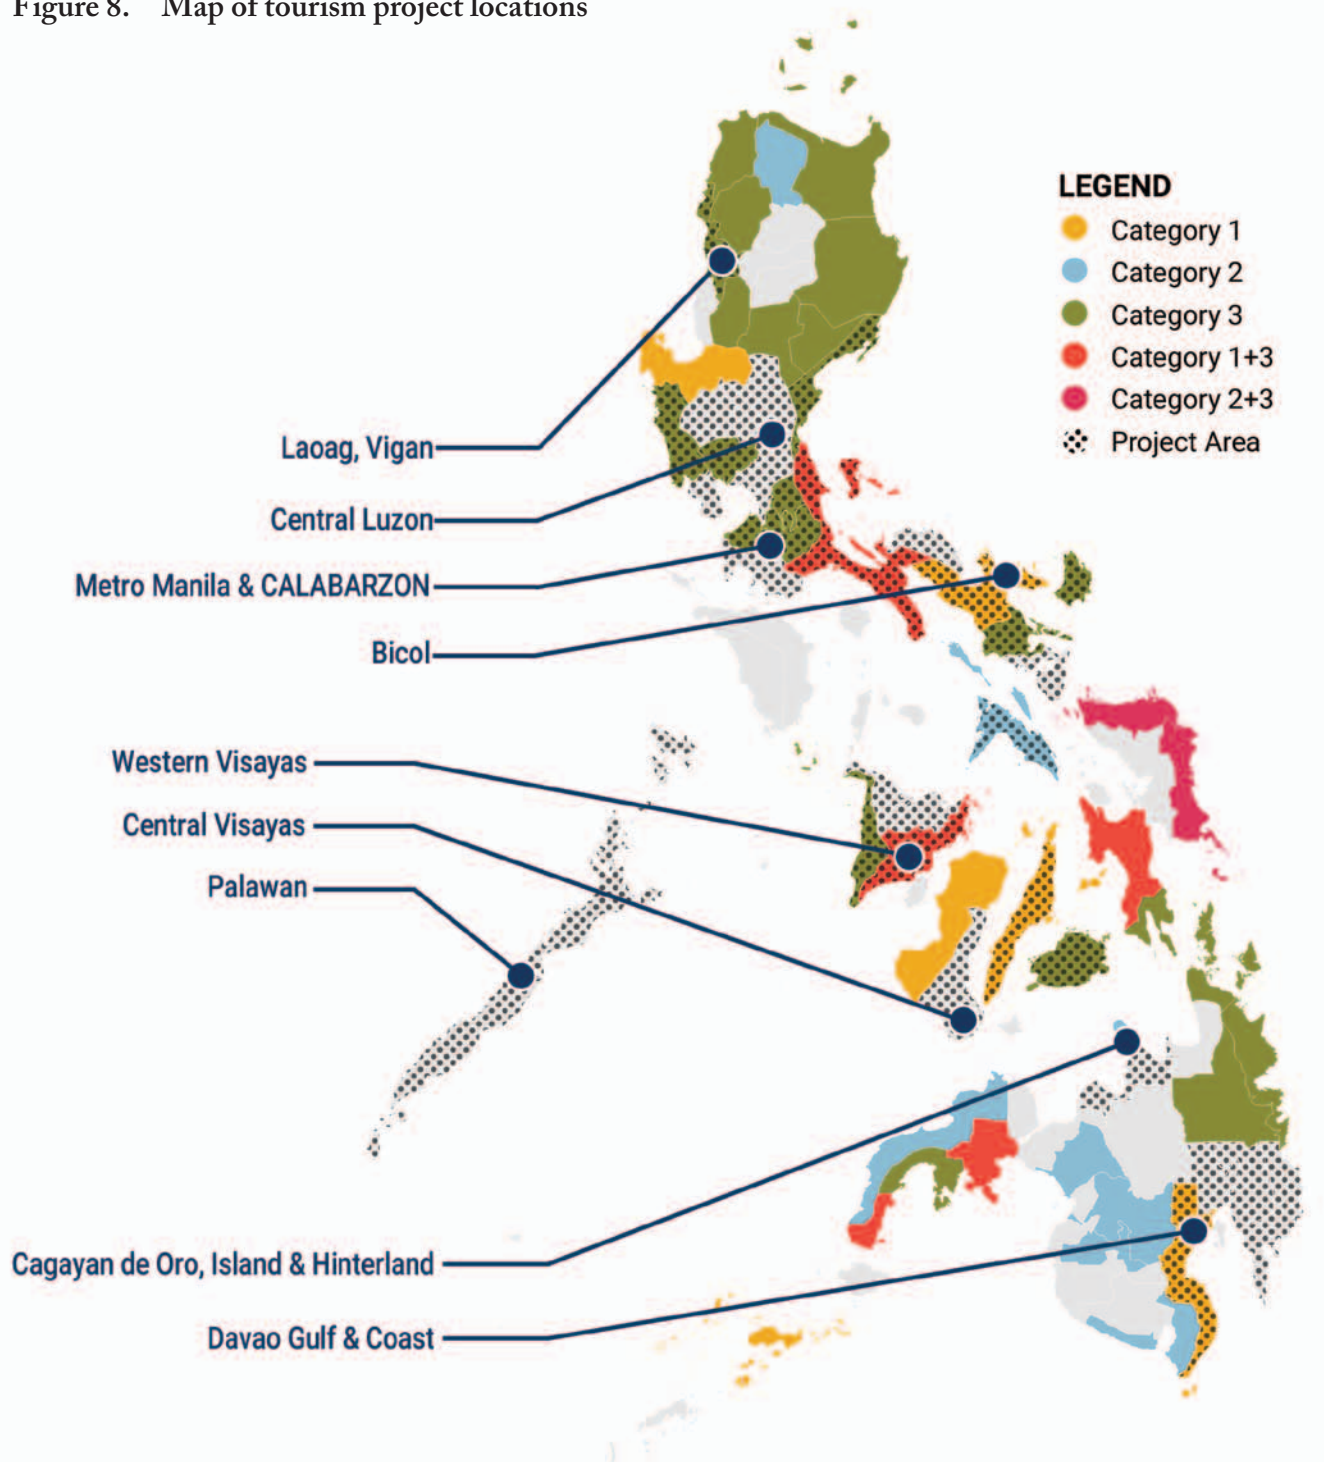 Figure 8. Map of tourism project locations
LEGEND
Category 1
Category 2
Category 3
Category 1+3
Category 2+3
Project Area
Laoag, Vigan
Central Luzon
Metro Manila & CALABARZON
Bicol
Western Visayas
Central Visayas
Palawan
Cagayan de Oro, Island & Hinterland
Davao Gulf & Coast